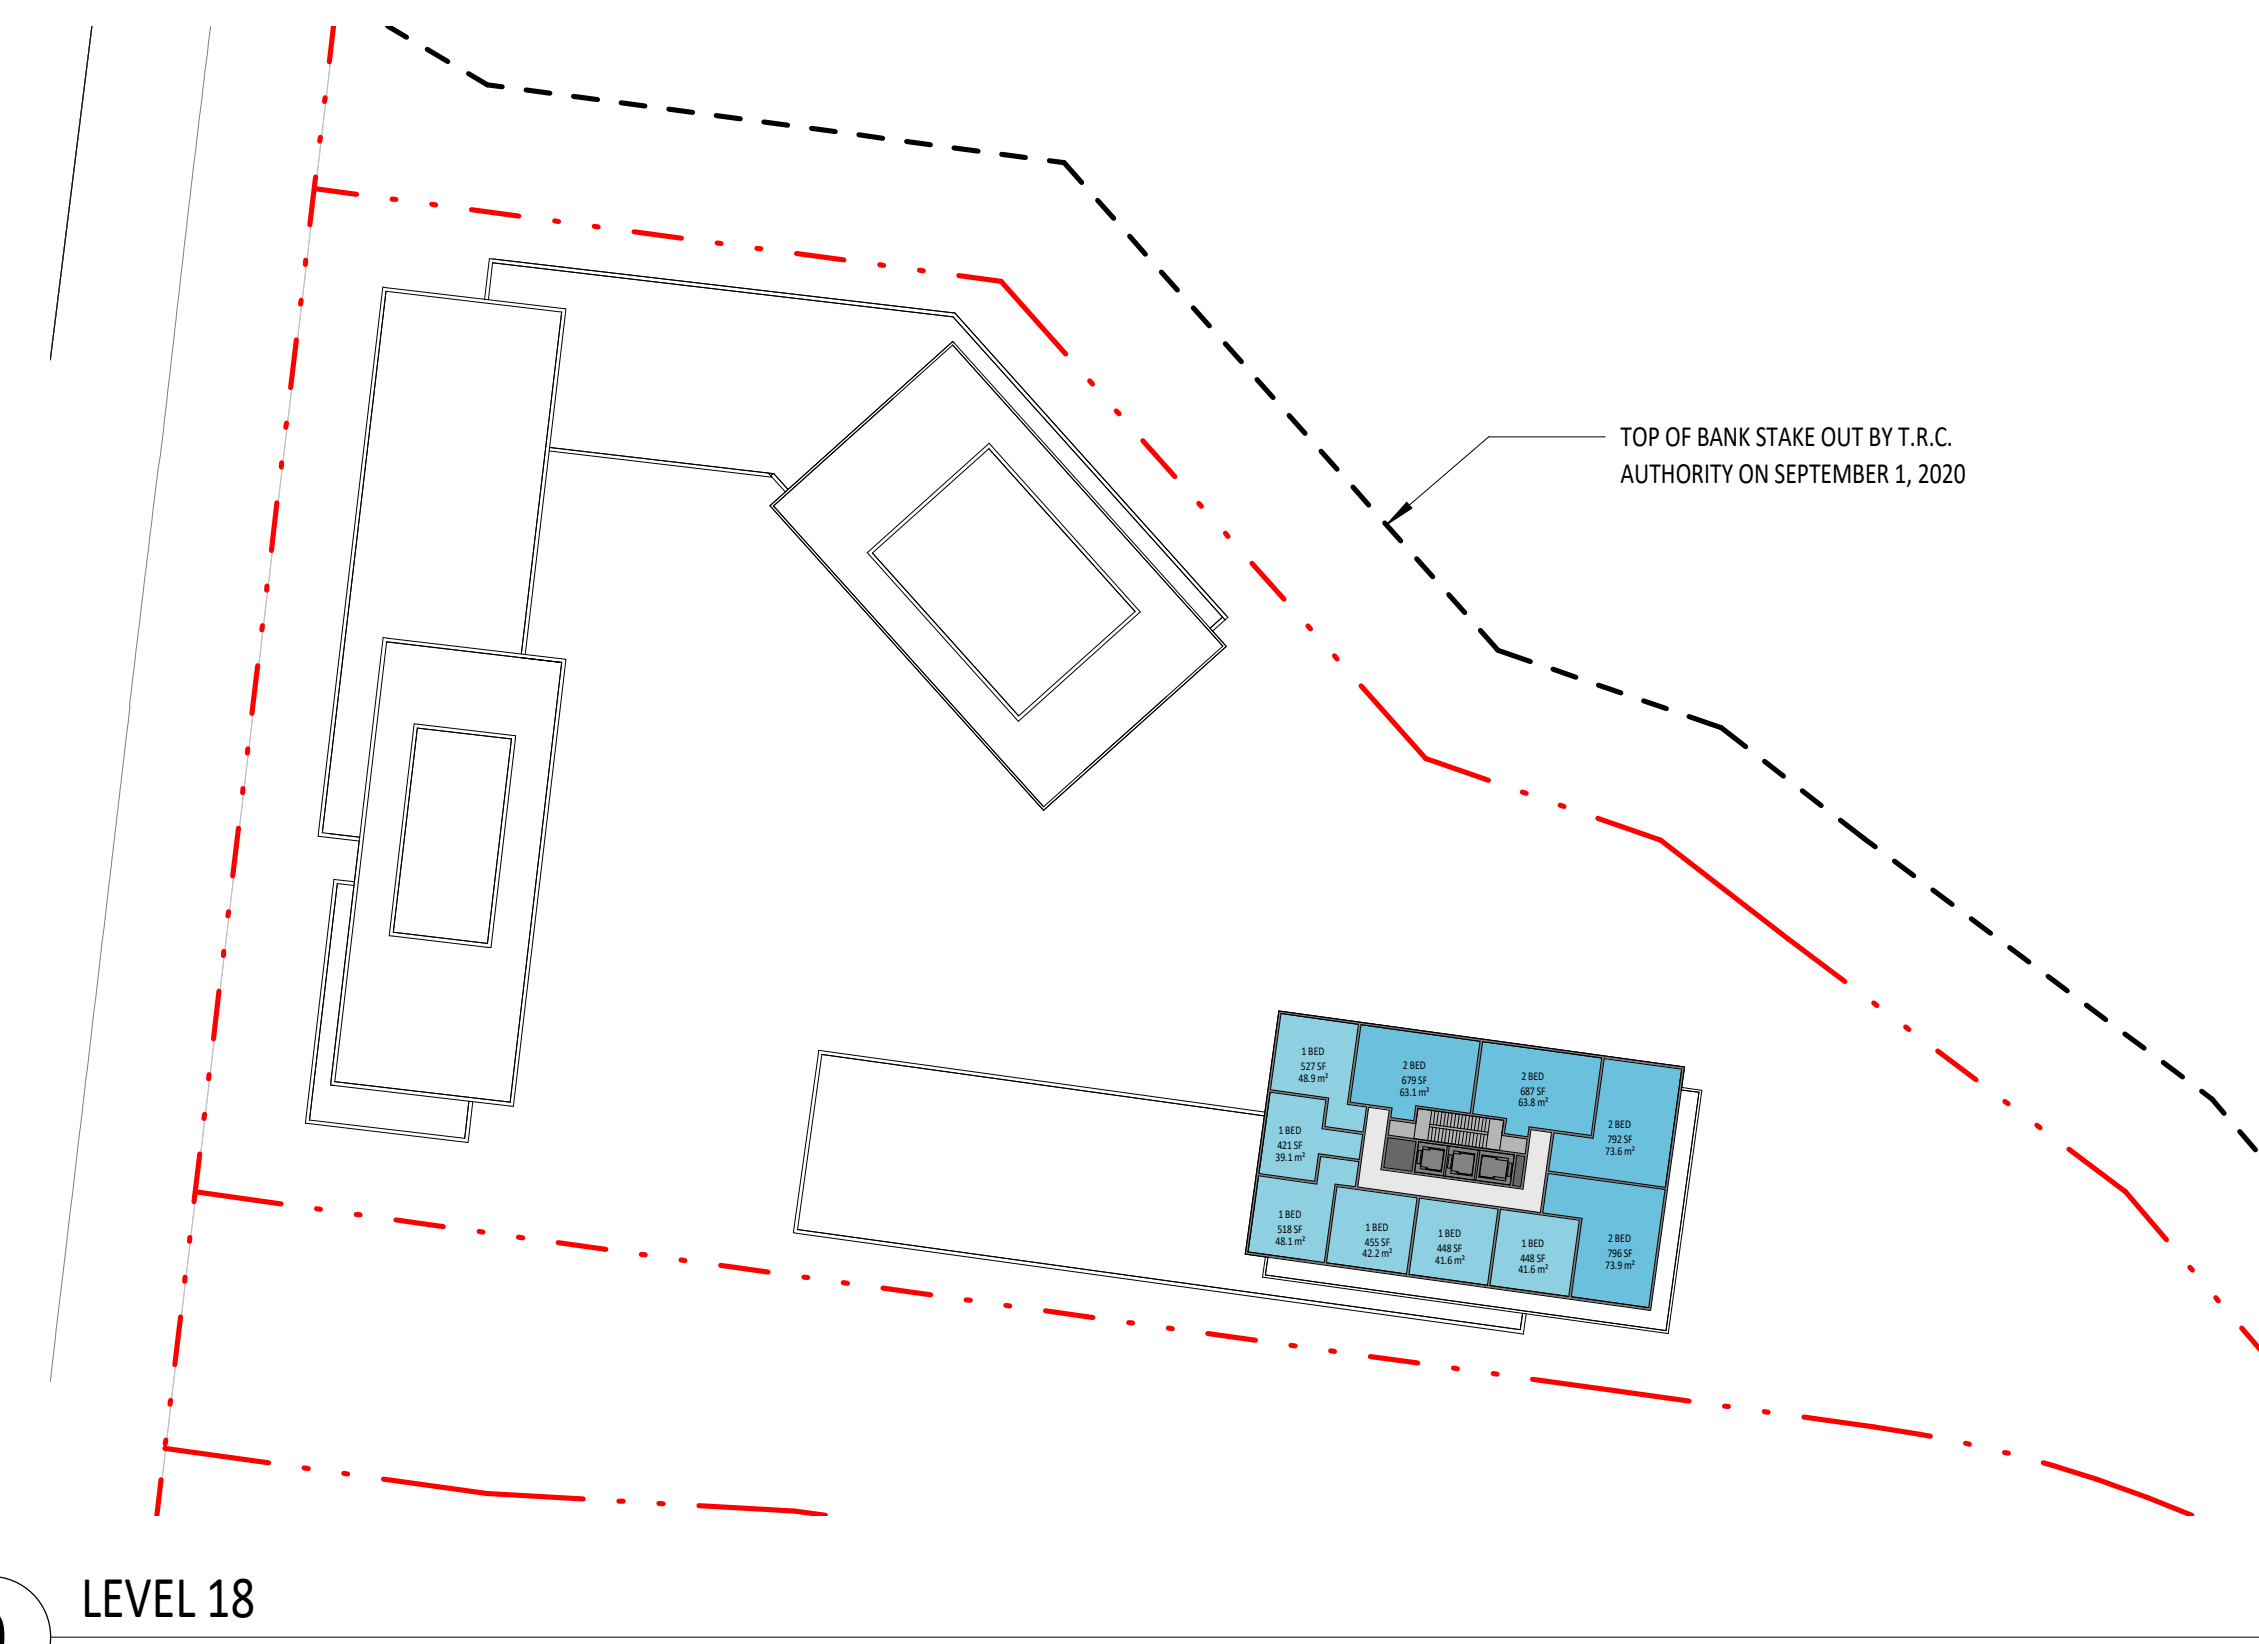 TOP OF BANK STAKE OUT BY T.R.C.
AUTHORITY ON SEPTEMBER 1, 2020
1 BED
527 SF
48.9 m²
2 BED
679 SF
63.1 m²
2 BED
687 SF
63.8 m²
2 BED
792 SF
73.6 m²
1 BED
421 SF
39.1 m²
1 BED
518 SF
48.1 m²
1 BED
455 SF
42.2 m²
1 BED
448 SF
41.6 m²
1 BED
448 SF
41.6 m²
2 BED
796 SF
73.9 m²
LEVEL 18